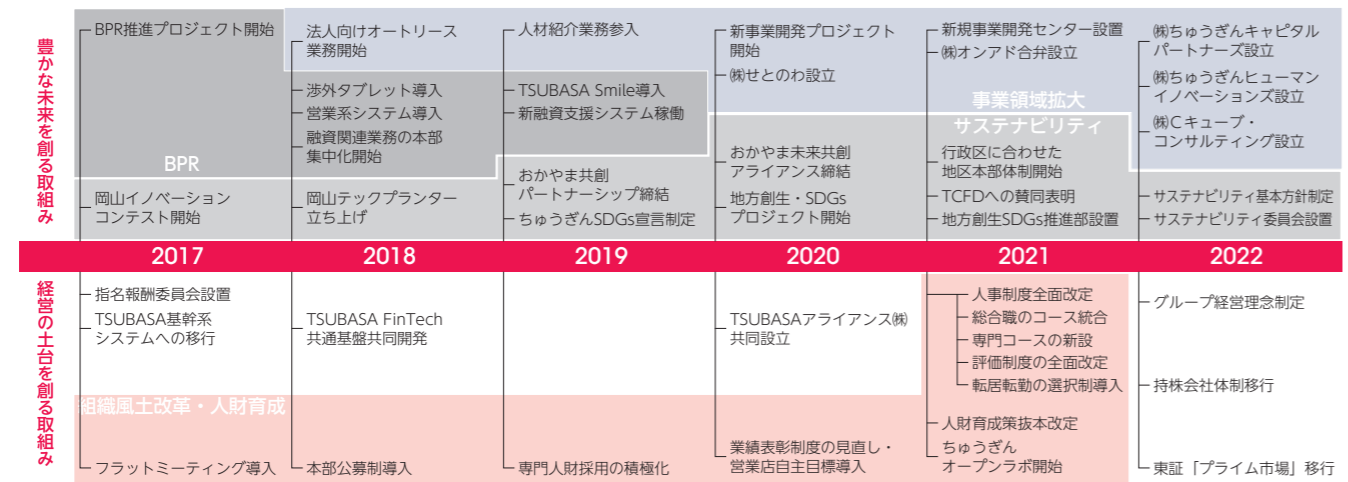 豊かな未来を創る取組み
BPR推進プロジェクト開始
BPR
岡山イノベーション
コンテスト開始
法人向けオートリース
業務開始
渉外タブレット導入
営業系システム導入
融資関連業務の本部
集中化開始
岡山テックプランター
立ち上げ
人材紹介業務参入
TSUBASA Smile導入
新融資支援システム稼働
おかやま共創
パートナーシップ締結
ちゅうぎんSDGs宣言制定
新事業開発プロジェクト
開始
㈱せとのわ設立
おかやま未来共創
アライアンス締結
地方創生・SDGs
プロジェクト開始
新規事業開発センター設置
㈱オンアド合弁設立
事業領域拡大
サステナビリティ
行政区に合わせた
地区本部体制開始
TCFDへの賛同表明
地方創生SDGs推進部設置
㈱ちゅうぎんキャピタル
パートナーズ設立
㈱ちゅうぎんヒューマン
イノベーションズ設立
㈱Cキューブ・
コンサルティング設立
サステナビリティ基本方針制定
サステナビリティ委員会設置
2017
2018
2019
2020
2021
2022
経営の土台を創る取組み
指名報酬委員会設置
TSUBASA基幹系
システムへの移行
組織風土改革・人財育成
フラットミーティング導入
TSUBASA FinTech
共通基盤共同開発
本部公募制導入
専門人財採用の積極化
TSUBASAアライアンス㈱
共同設立
業績表彰制度の見直し・
営業店自主目標導入
人事制度全面改定
総合職のコース統合
専門コースの新設
評価制度の全面改定
転居転勤の選択制導入
人財育成策抜本改定
ちゅうぎん
オープンラボ開始
グループ経営理念制定
持株会社体制移行
東証「プライム市場」移行